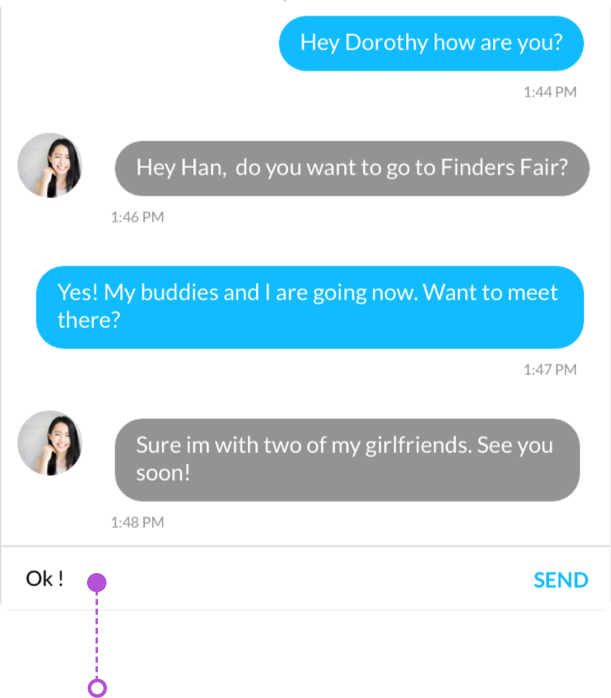 Hey Dorothy how are you?
1:44 PM
Hey Han, do you want to go to Finders Fair?
1:46 PM
Yes! My buddies and I are going now. Want to meet
there?
1:47 PM
Sure im with two of my girlfriends. See you
soon!
1:48 PM
Ok ! SEND